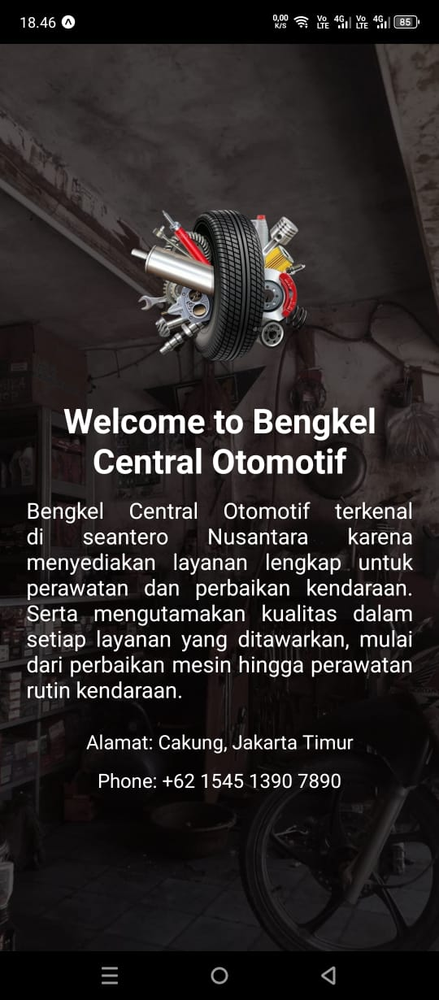 18.46
0,00 K/S Vo LTE 4G Vo LTE 4G 85
Welcome to Bengkel
Central Otomotif
Bengkel Central Otomotif terkenal
di seantero Nusantara karena
menyediakan layanan lengkap untuk
perawatan dan perbaikan kendaraan.
Serta mengutamakan kualitas dalam
setiap layanan yang ditawarkan, mulai
dari perbaikan mesin hingga perawatan
rutin kendaraan.
Alamat: Cakung, Jakarta Timur
Phone: +62 1545 1390 7890